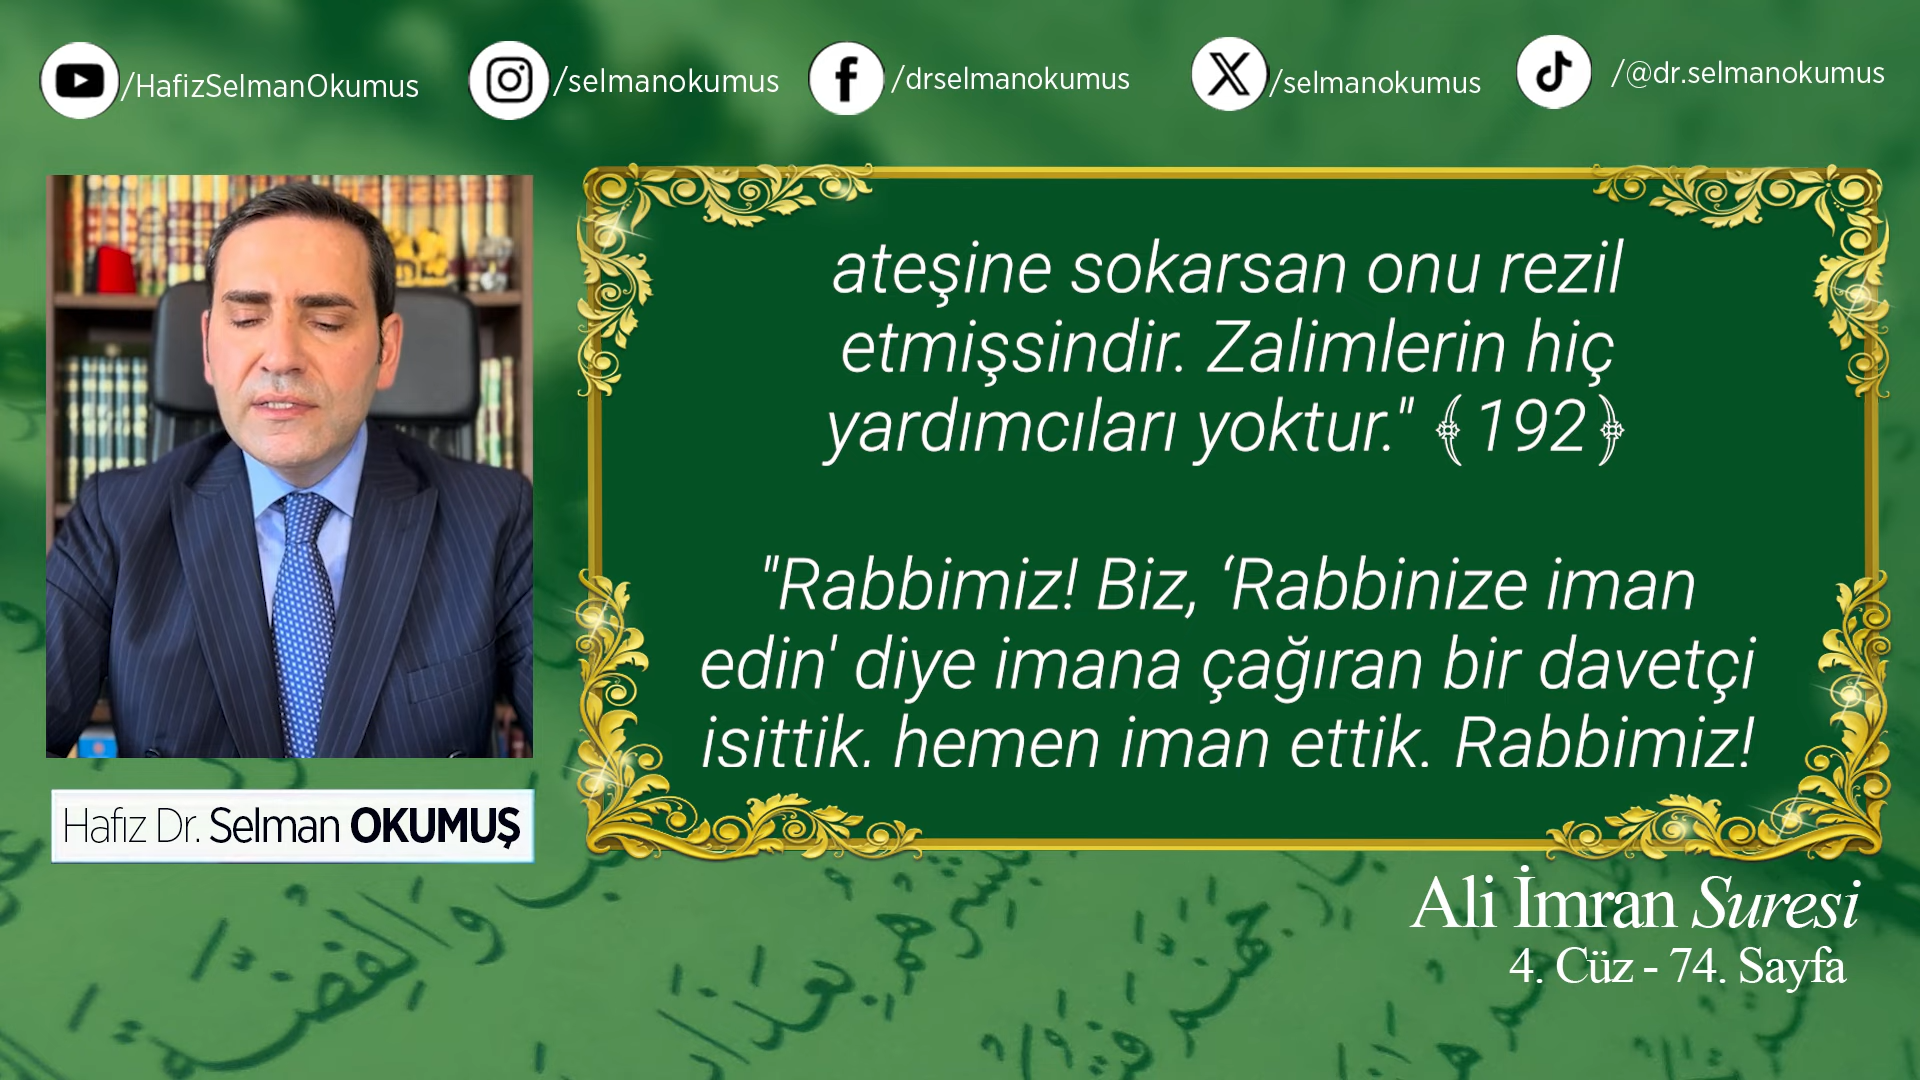 /HafizSelmanOkumus
/selmanokumus
/drselmanokumus
/selmanokumus
/@dr.selmanokumus
ateşine sokarsan onu rezil
etmişsindir. Zalimlerin hiç
yardımcıları yoktur." ﴾192﴿
"Rabbimiz! Biz, ‘Rabbinize iman
edin' diye imana çağıran bir davetçi
işittik, hemen iman ettik. Rabbimiz!
Hafız Dr. Selman OKUMUŞ
Ali İmran Suresi
4. Cüz - 74. Sayfa